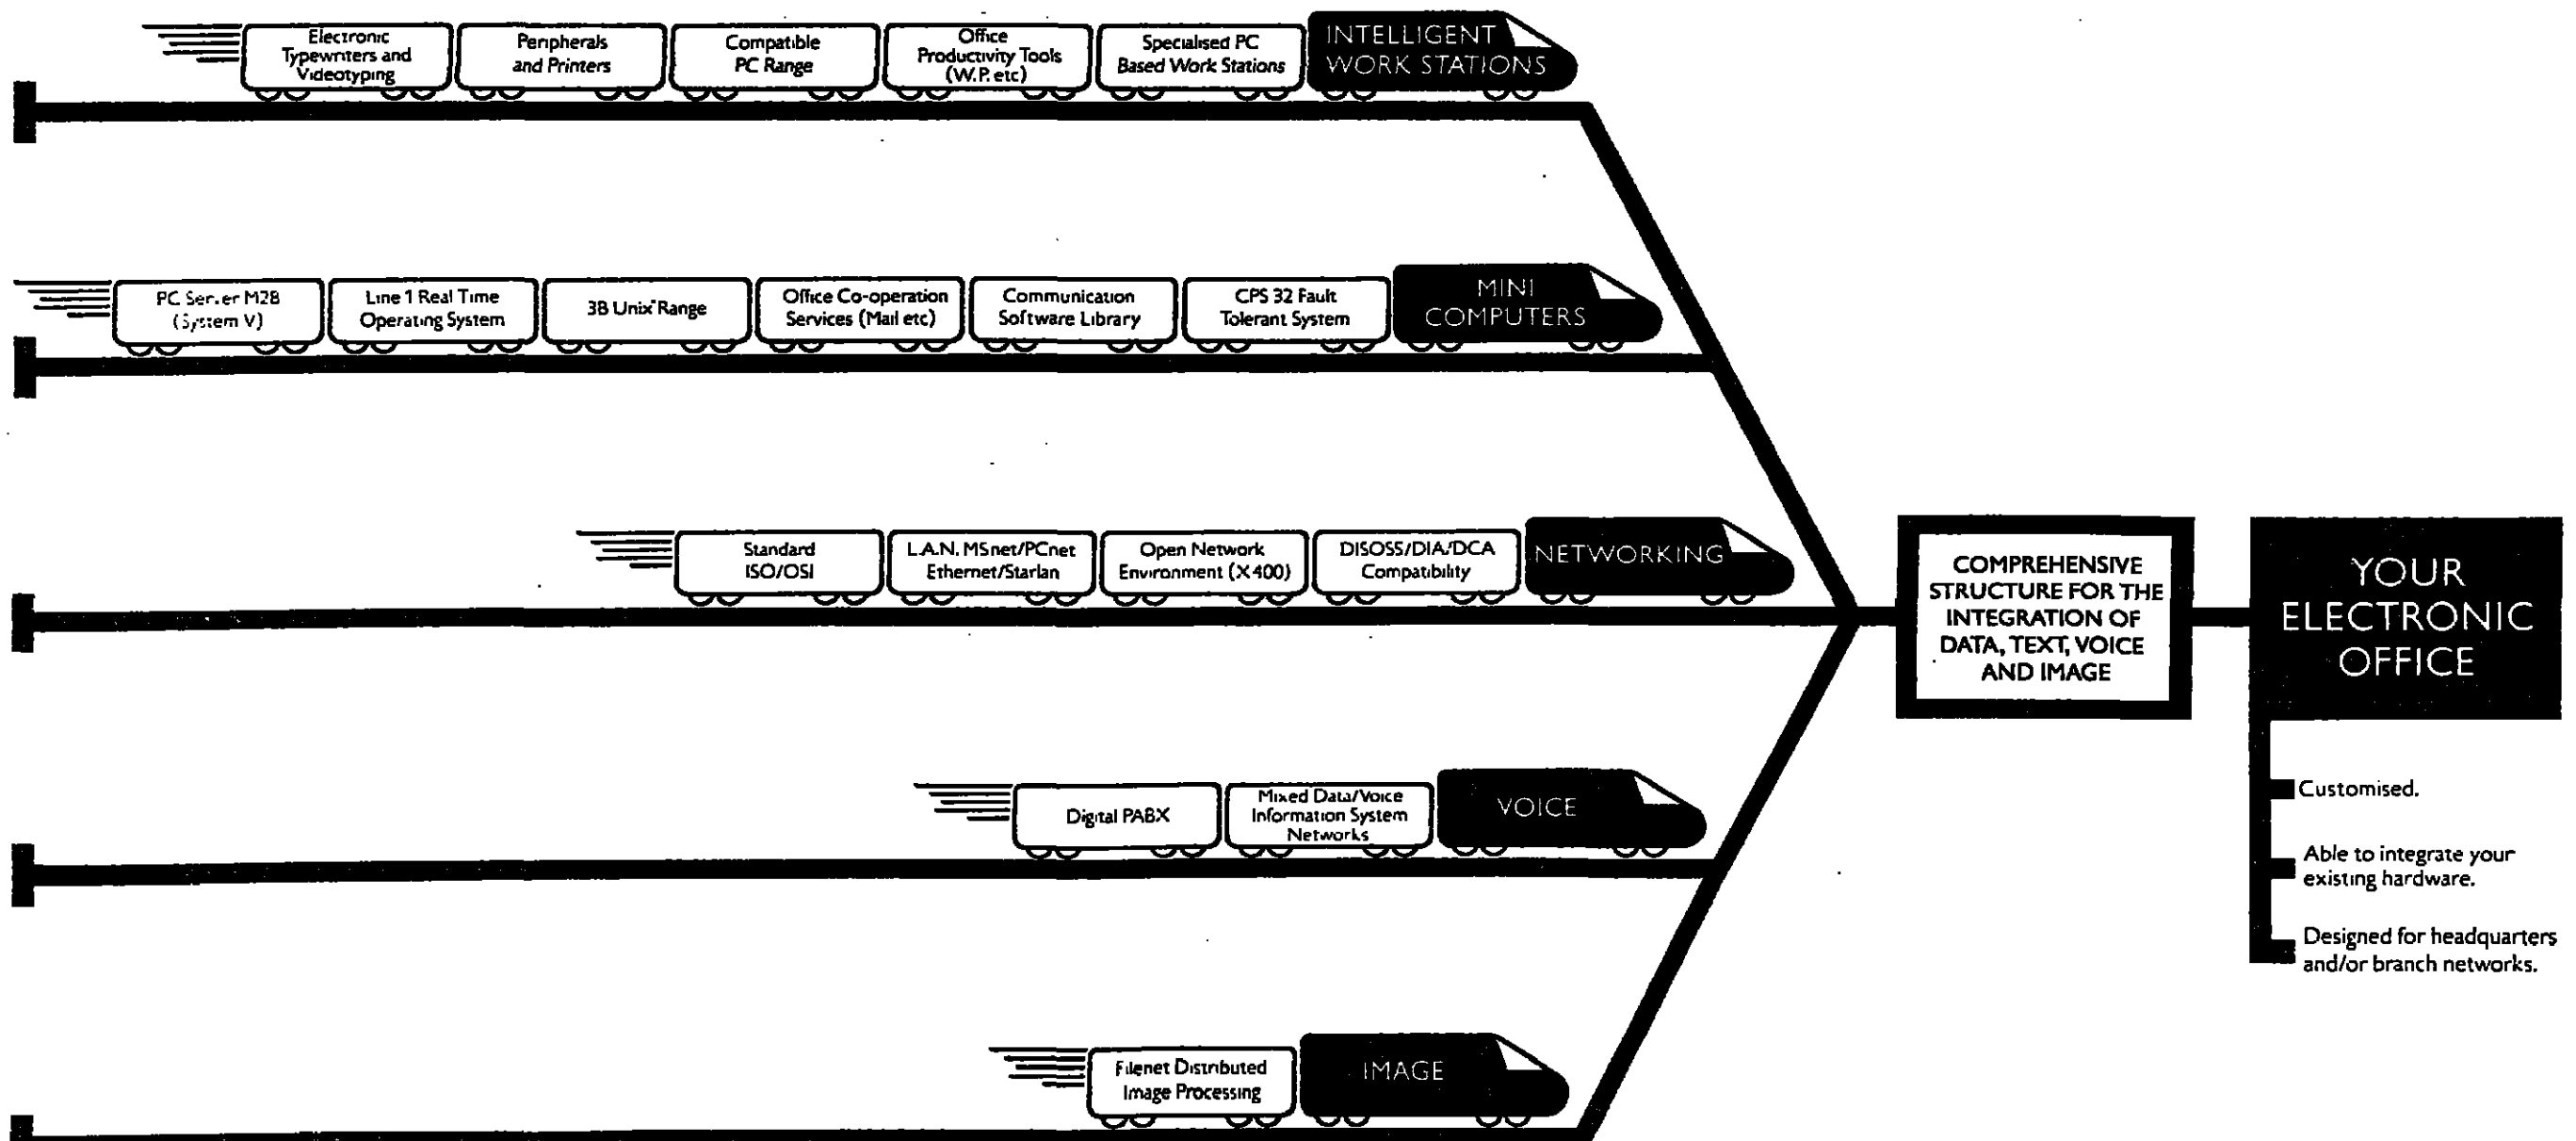 Electronic
Typewriters and
Videotyping
Peripherals
and Printers
Compatible
PC Range
Office
Productivity Tools
(W.P. etc)
Specialised PC
Based Work Stations
INTELLIGENT
WORK STATIONS
PC Server M28
(System V)
Line 1 Real Time
Operating System
3B Unix Range
Office Co-operation
Services (Mail etc)
Communication
Software Library
CPS 32 Fault
Tolerant System
MINI
COMPUTERS
Standard
ISO/OSI
L.A.N. MSnet/PCnet
Ethernet/Starlan
Open Network
Environment (X400)
DISOSS/DIA/DCA
Compatibility
NETWORKING
COMPREHENSIVE
STRUCTURE FOR THE
INTEGRATION OF
DATA, TEXT, VOICE
AND IMAGE
YOUR
ELECTRONIC
OFFICE
Digital PABX
Mixed Data/Voice
Information System
Networks
VOICE
Customised.
Able to integrate your
existing hardware.
Designed for headquarters
and/or branch networks.
Filenet Distributed
Image Processing
IMAGE